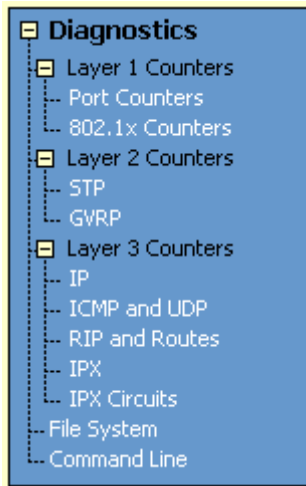 Diagnostics
Layer 1 Counters
Port Counters
802.1x Counters
Layer 2 Counters
STP
GVRP
Layer 3 Counters
IP
ICMP and UDP
RIP and Routes
IPX
IPX Circuits
File System
Command Line